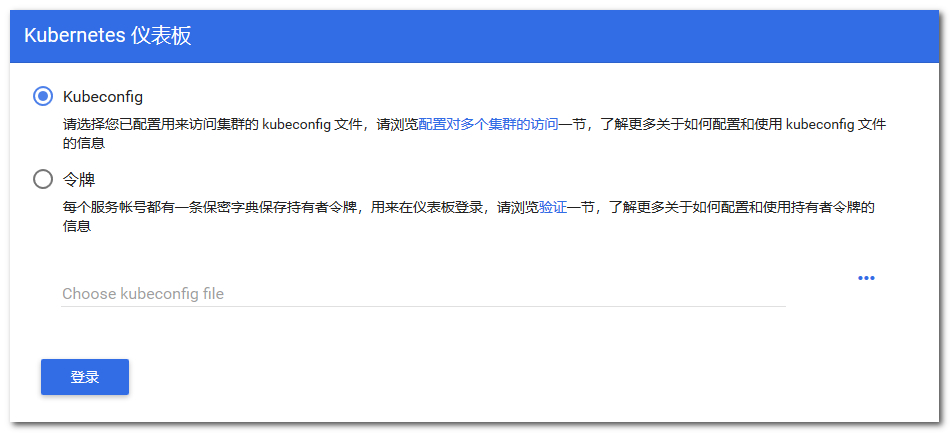 Kubernetes 仪表板
Kubeconfig
请选择您已配置用来访问集群的 kubeconfig 文件，请浏览配置对多个集群的访问一节，了解更多关于如何配置和使用 kubeconfig 文件
的信息
令牌
每个服务帐号都有一条保密字典保存持有者令牌，用来在仪表板登录，请浏览验证一节，了解更多关于如何配置和使用持有者令牌的
信息
Choose kubeconfig file
登录